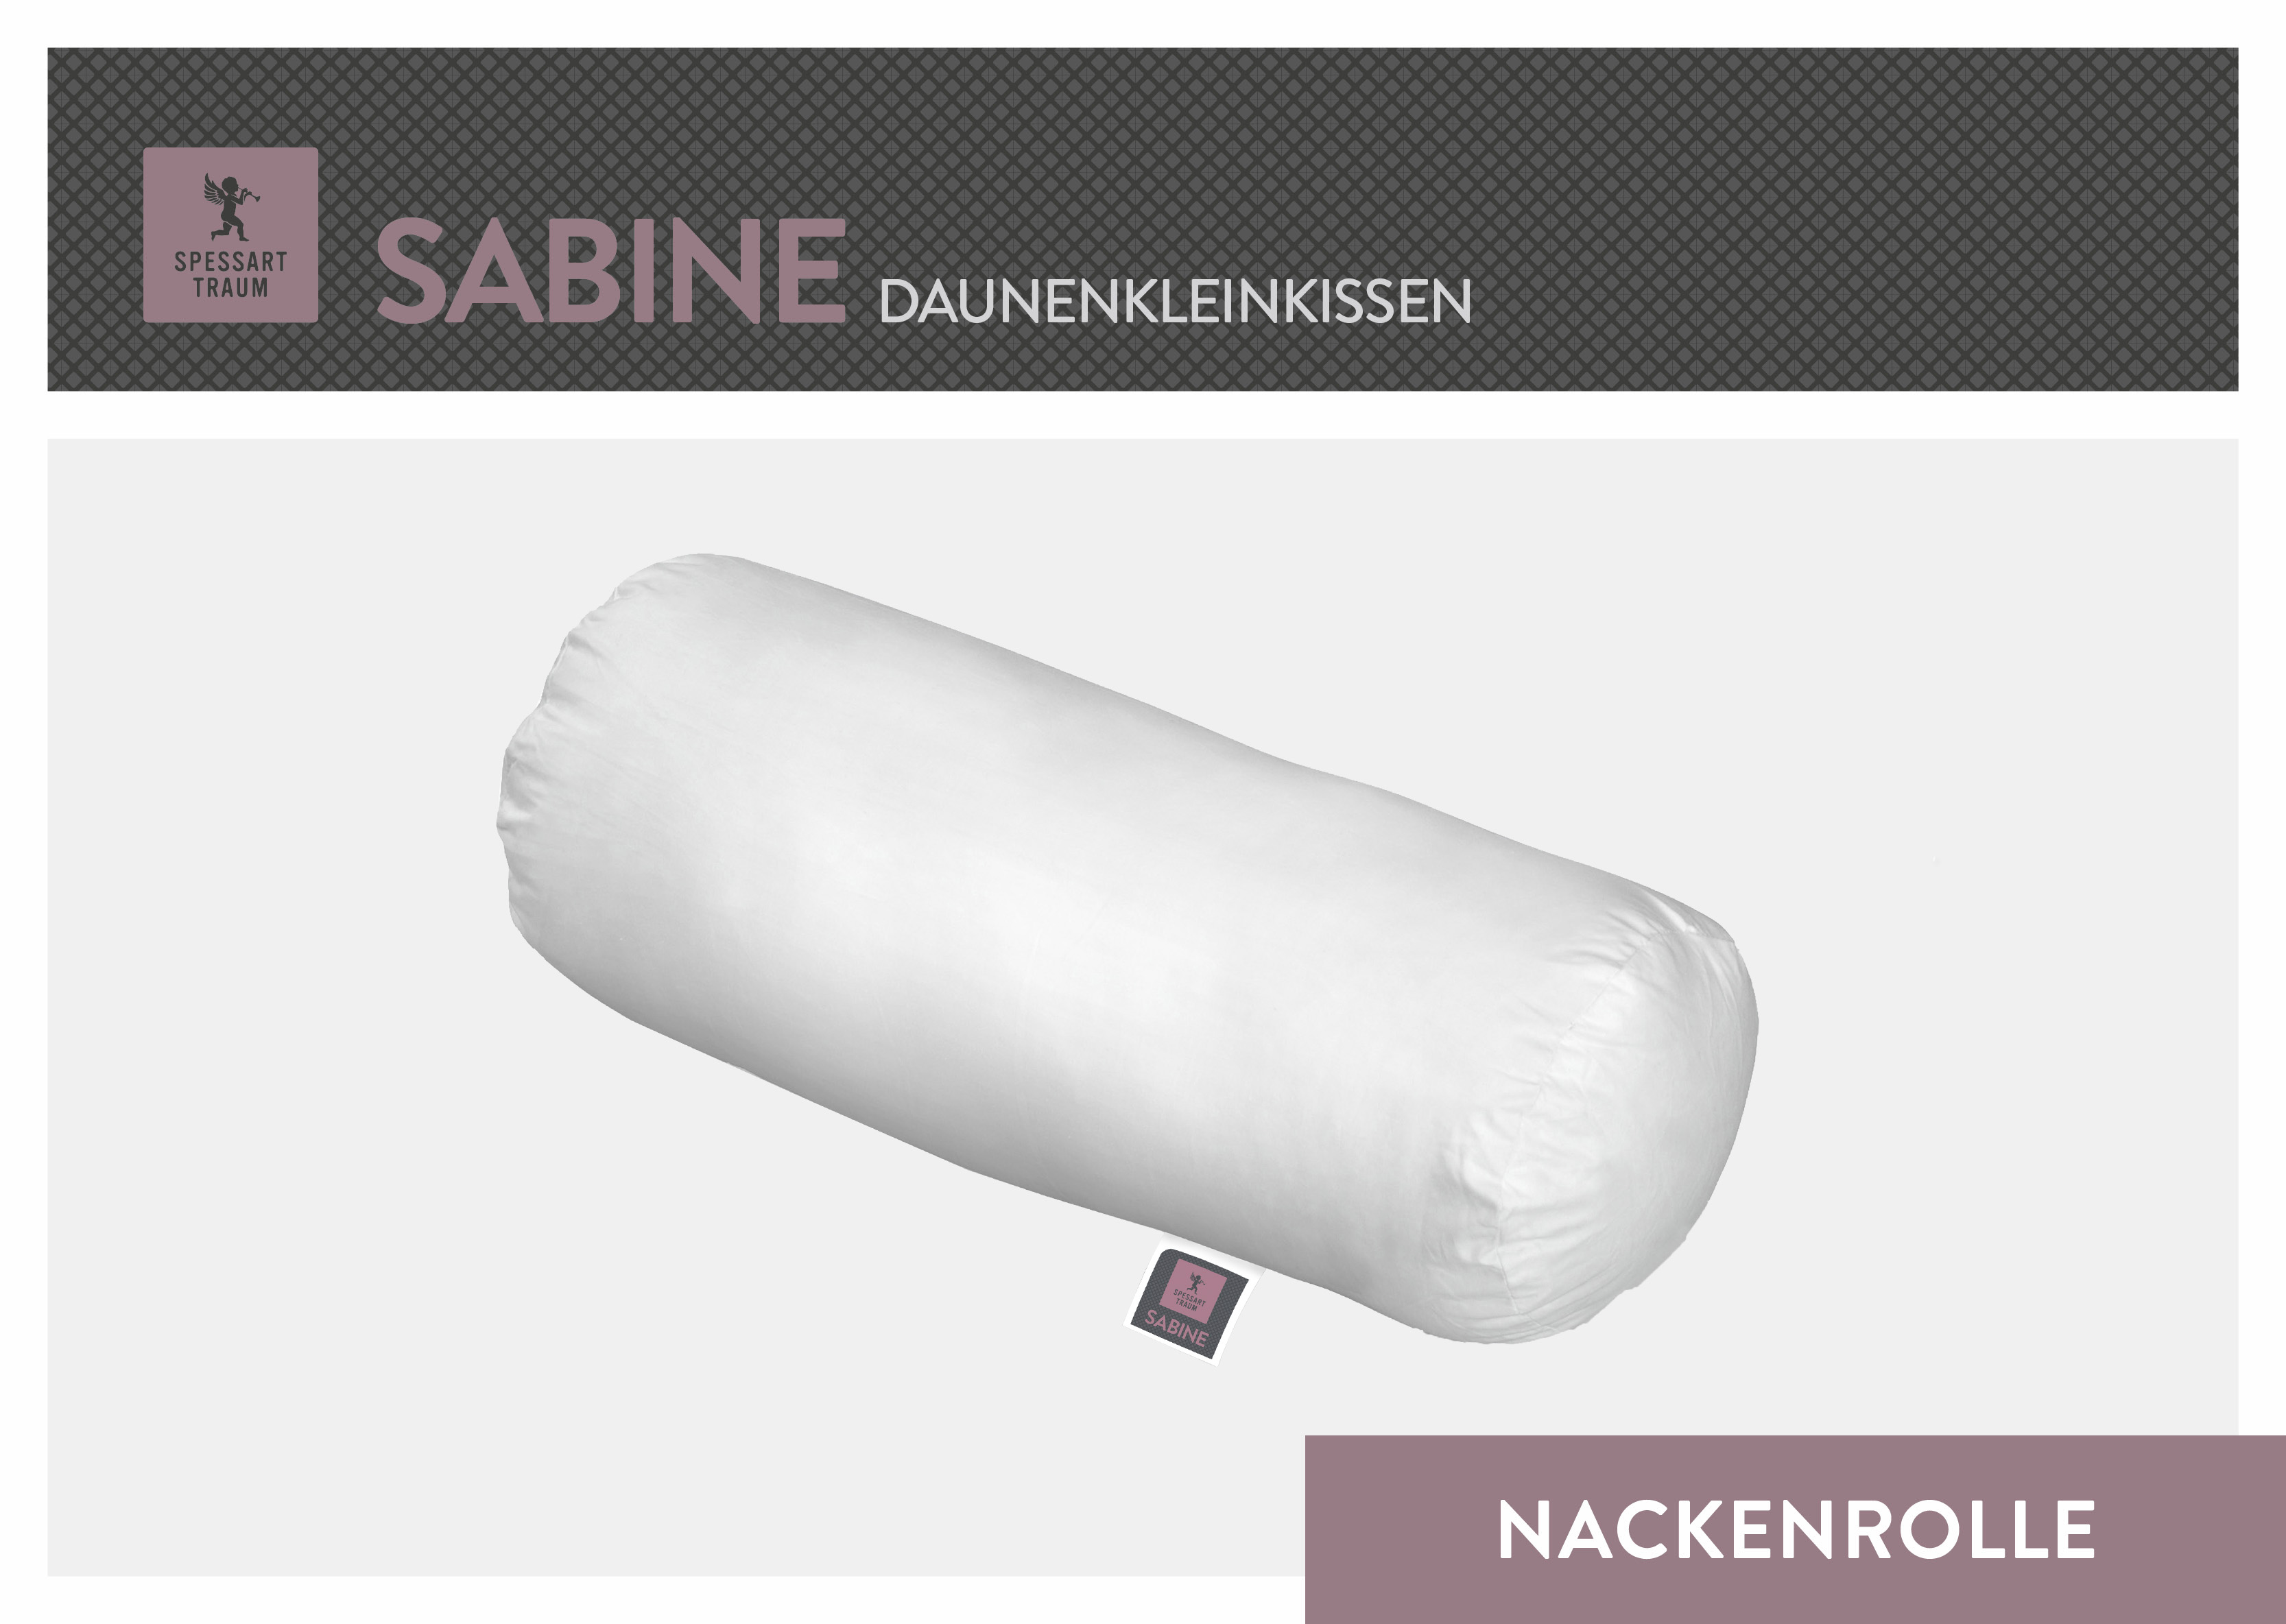 SPESSART
TRAUM
SABINE DAUNENKLEINKISSEN
SPESSART
TRAUM
SABINE
NACKENROLLE